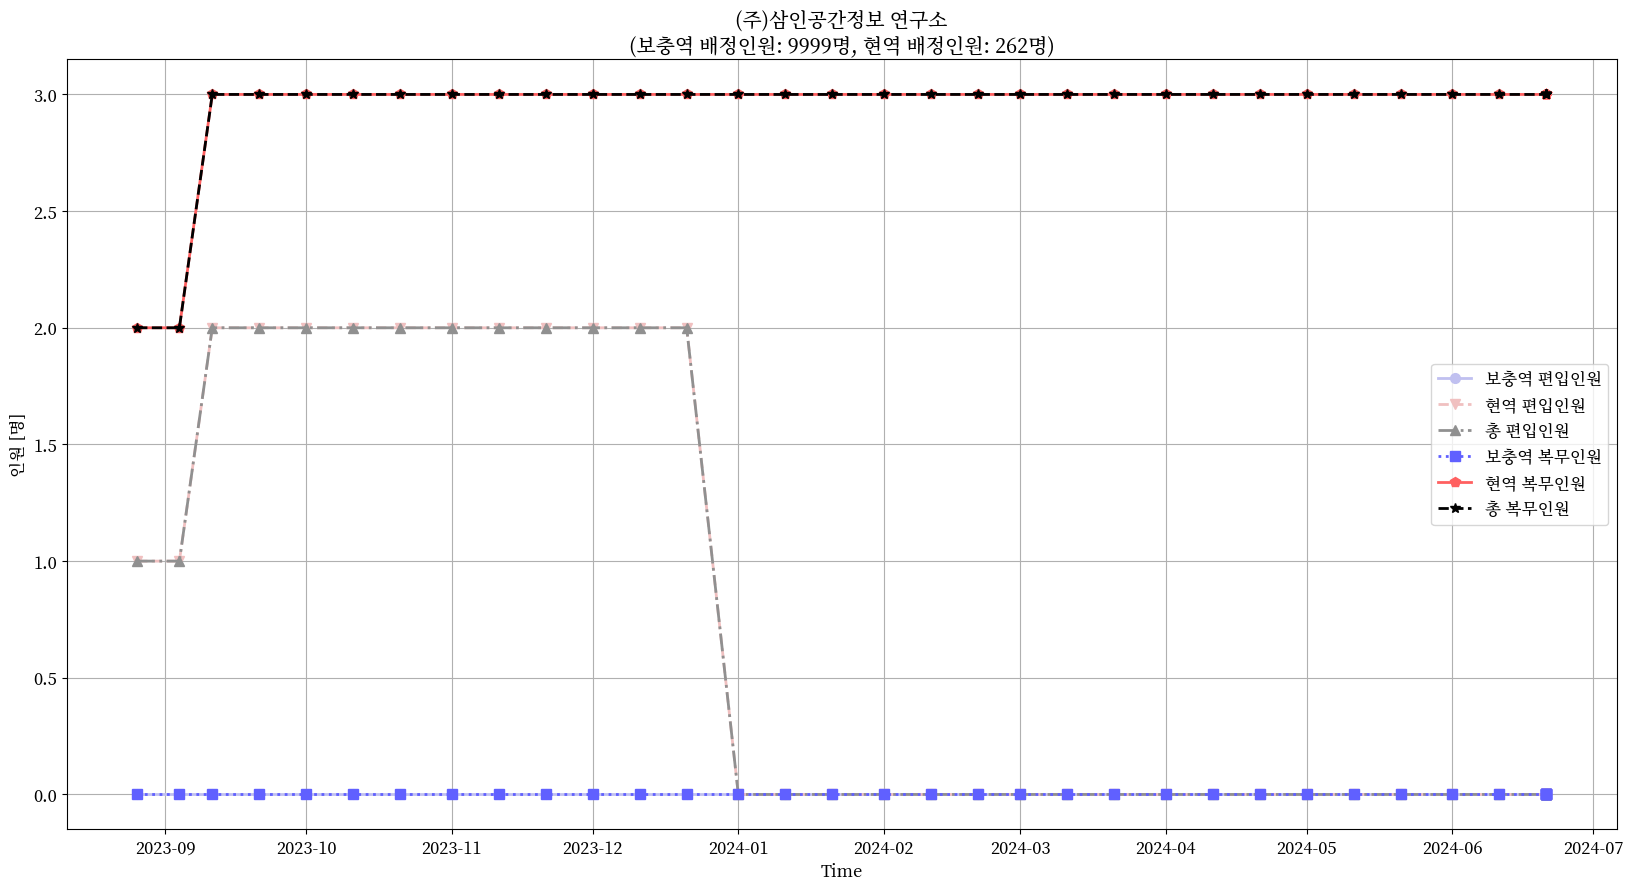 (주)삼인공간정보 연구소
(보충역 배정인원: 9999명, 현역 배정인원: 262명)
3.0
2.5
2.0
1.5
1.0
0.5
0.0
인원 [명]
보충역 편입인원
현역 편입인원
총 편입인원
보충역 복무인원
현역 복무인원
총 복무인원
2023-09 2023-10 2023-11 2023-12 2024-01 2024-02 2024-03 2024-04 2024-05 2024-06 2024-07
Time